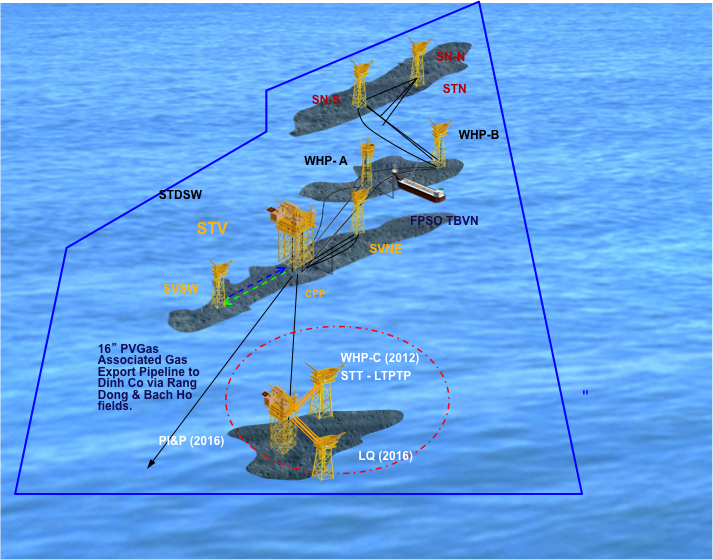 SN-N
STN
SN-S
WHP-B
WHP- A
STDSW
FPSO TBVN
STV
SVNE
SVSW
CPP
16" PVGas
Associated Gas
Export Pipeline to
Dinh Co via Rang
Dong & Bach Ho
fields.
WHP-C (2012)
STT - LTPTP
"
PI&P (2016)
LQ (2016)